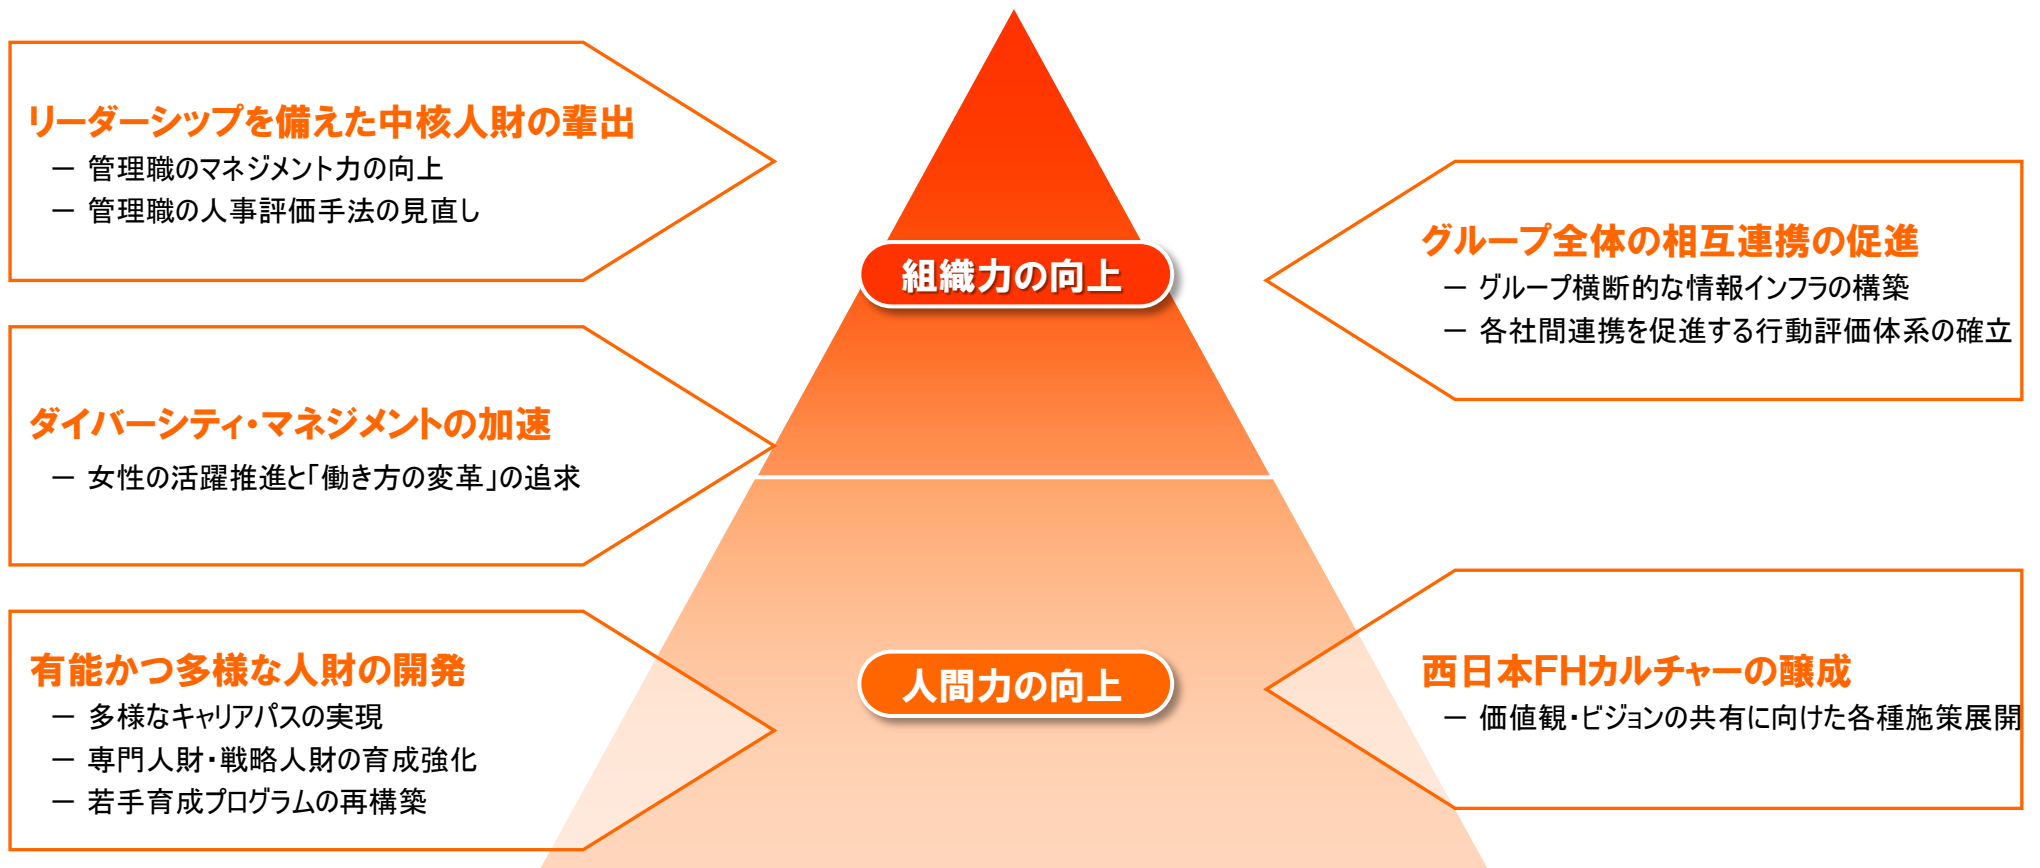 リーダーシップを備えた中核人財の輩出
－ 管理職のマネジメント力の向上
－ 管理職の人事評価手法の見直し
ダイバーシティ・マネジメントの加速
－ 女性の活躍推進と「働き方の変革」の追求
有能かつ多様な人財の開発
－ 多様なキャリアパスの実現
－ 専門人財・戦略人財の育成強化
－ 若手育成プログラムの再構築
組織力の向上
人間力の向上
グループ全体の相互連携の促進
－ グループ横断的な情報インフラの構築
－ 各社間連携を促進する行動評価体系の確立
西日本FHカルチャーの醸成
－ 価値観・ビジョンの共有に向けた各種施策展開